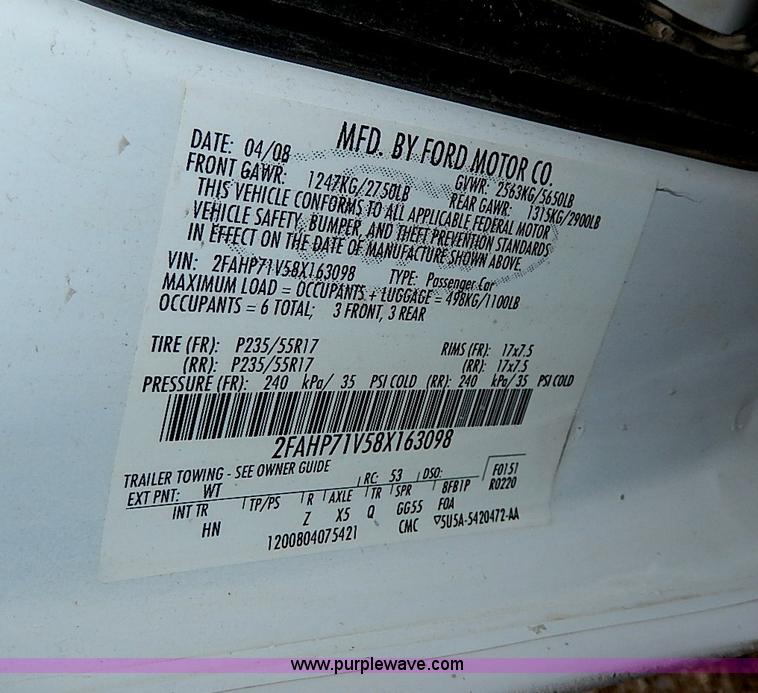 MFD. BY FORD MOTOR CO.
DATE: 04/08 GVWR: 2563KG/5650LB
FRONT GAWR: 1247KG/2750LB REAR GAWR: 1315KG/2900LB
THIS VEHICLE CONFORMS TO ALL APPLICABLE FEDERAL MOTOR
VEHICLE SAFETY, BUMPER, AND THEFT PREVENTION STANDARDS
IN EFFECT ON THE DATE OF MANUFACTURE SHOWN ABOVE.
VIN: 2FAHP71V58X163098 TYPE: Passenger Car
MAXIMUM LOAD = OCCUPANTS + LUGGAGE = 498KG/1100LB
OCCUPANTS = 6 TOTAL; 3 FRONT, 3 REAR
TIRE (FR): P235/55R17 RIMS (FR): 17x7.5
(RR): P235/55R17 (RR): 17x7.5
PRESSURE (FR): 240 kPa/ 35 PSI COLD (RR): 240 kPa/ 35 PSI COLD
2FAHP71V58X163098
TRAILER TOWING - SEE OWNER GUIDE
EXT PNT: WT RC: 53 DSO: F0151
INT TR TP/PS R AXLE TR SPR 8FB1P R0220
HN Z X5 Q GG55 FOA
1200804075421 CMC ▽5U5A-5420472-AA
www.purplewave.com